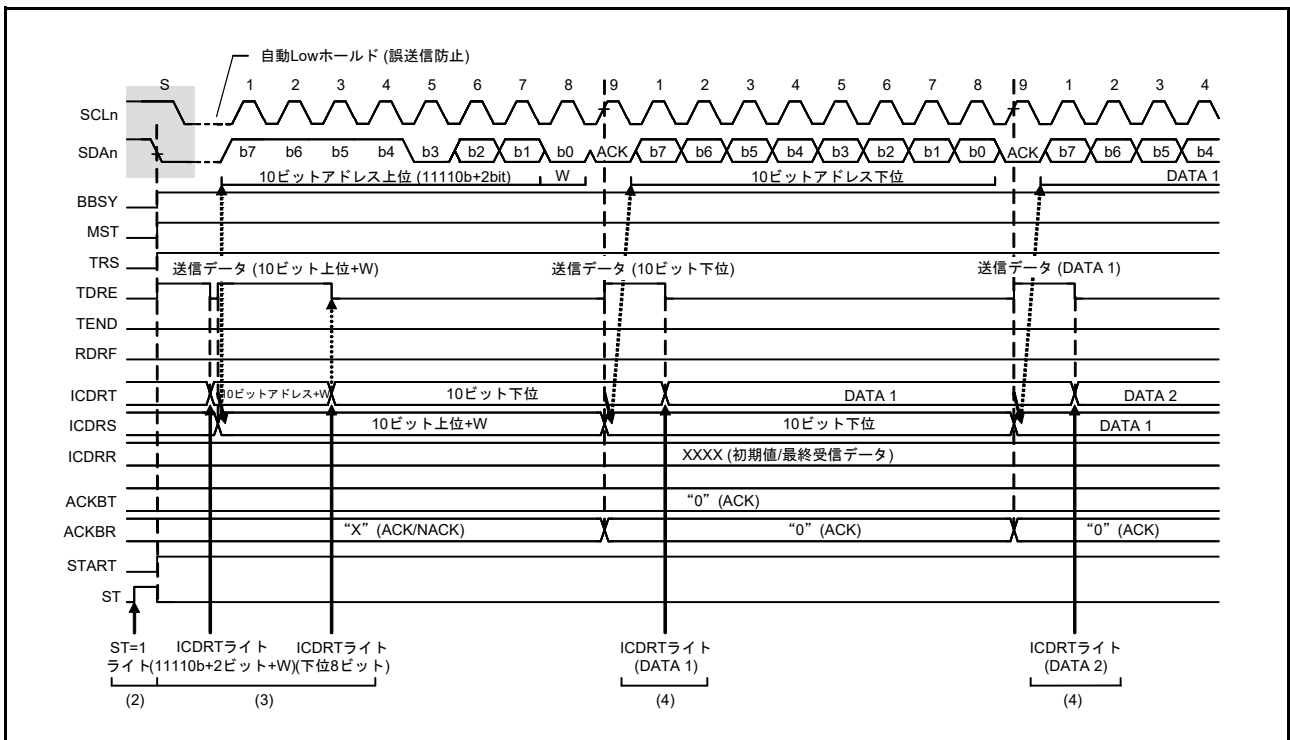 自動Lowホールド (誤送信防止)
S 1 2 3 4 5 6 7 8 9 1 2 3 4 5 6 7 8 9 1 2 3 4
SCLn
SDAn b7 b6 b5 b4 b3 b2 b1 b0 ACK b7 b6 b5 b4 b3 b2 b1 b0 ACK b7 b6 b5 b4
10ビットアドレス上位 (11110b+2bit) W 10ビットアドレス下位 DATA 1
BBSY
MST
TRS
送信データ (10ビット上位+W) 送信データ (10ビット下位) 送信データ (DATA 1)
TDRE
TEND
RDRF
ICDRT 10ビットアドレス+W 10ビット下位 DATA 1 DATA 2
ICDRS 10ビット上位+W 10ビット下位 DATA 1
ICDRR XXXX (初期値/最終受信データ)
ACKBT “0” (ACK)
ACKBR “X” (ACK/NACK) “0” (ACK) “0” (ACK)
START
ST
ST=1 ICDRTライト ICDRTライト ICDRTライト ICDRTライト
ライト (11110b+2ビット+W) (下位8ビット) (DATA 1) (DATA 2)
(2) (3) (4) (4)